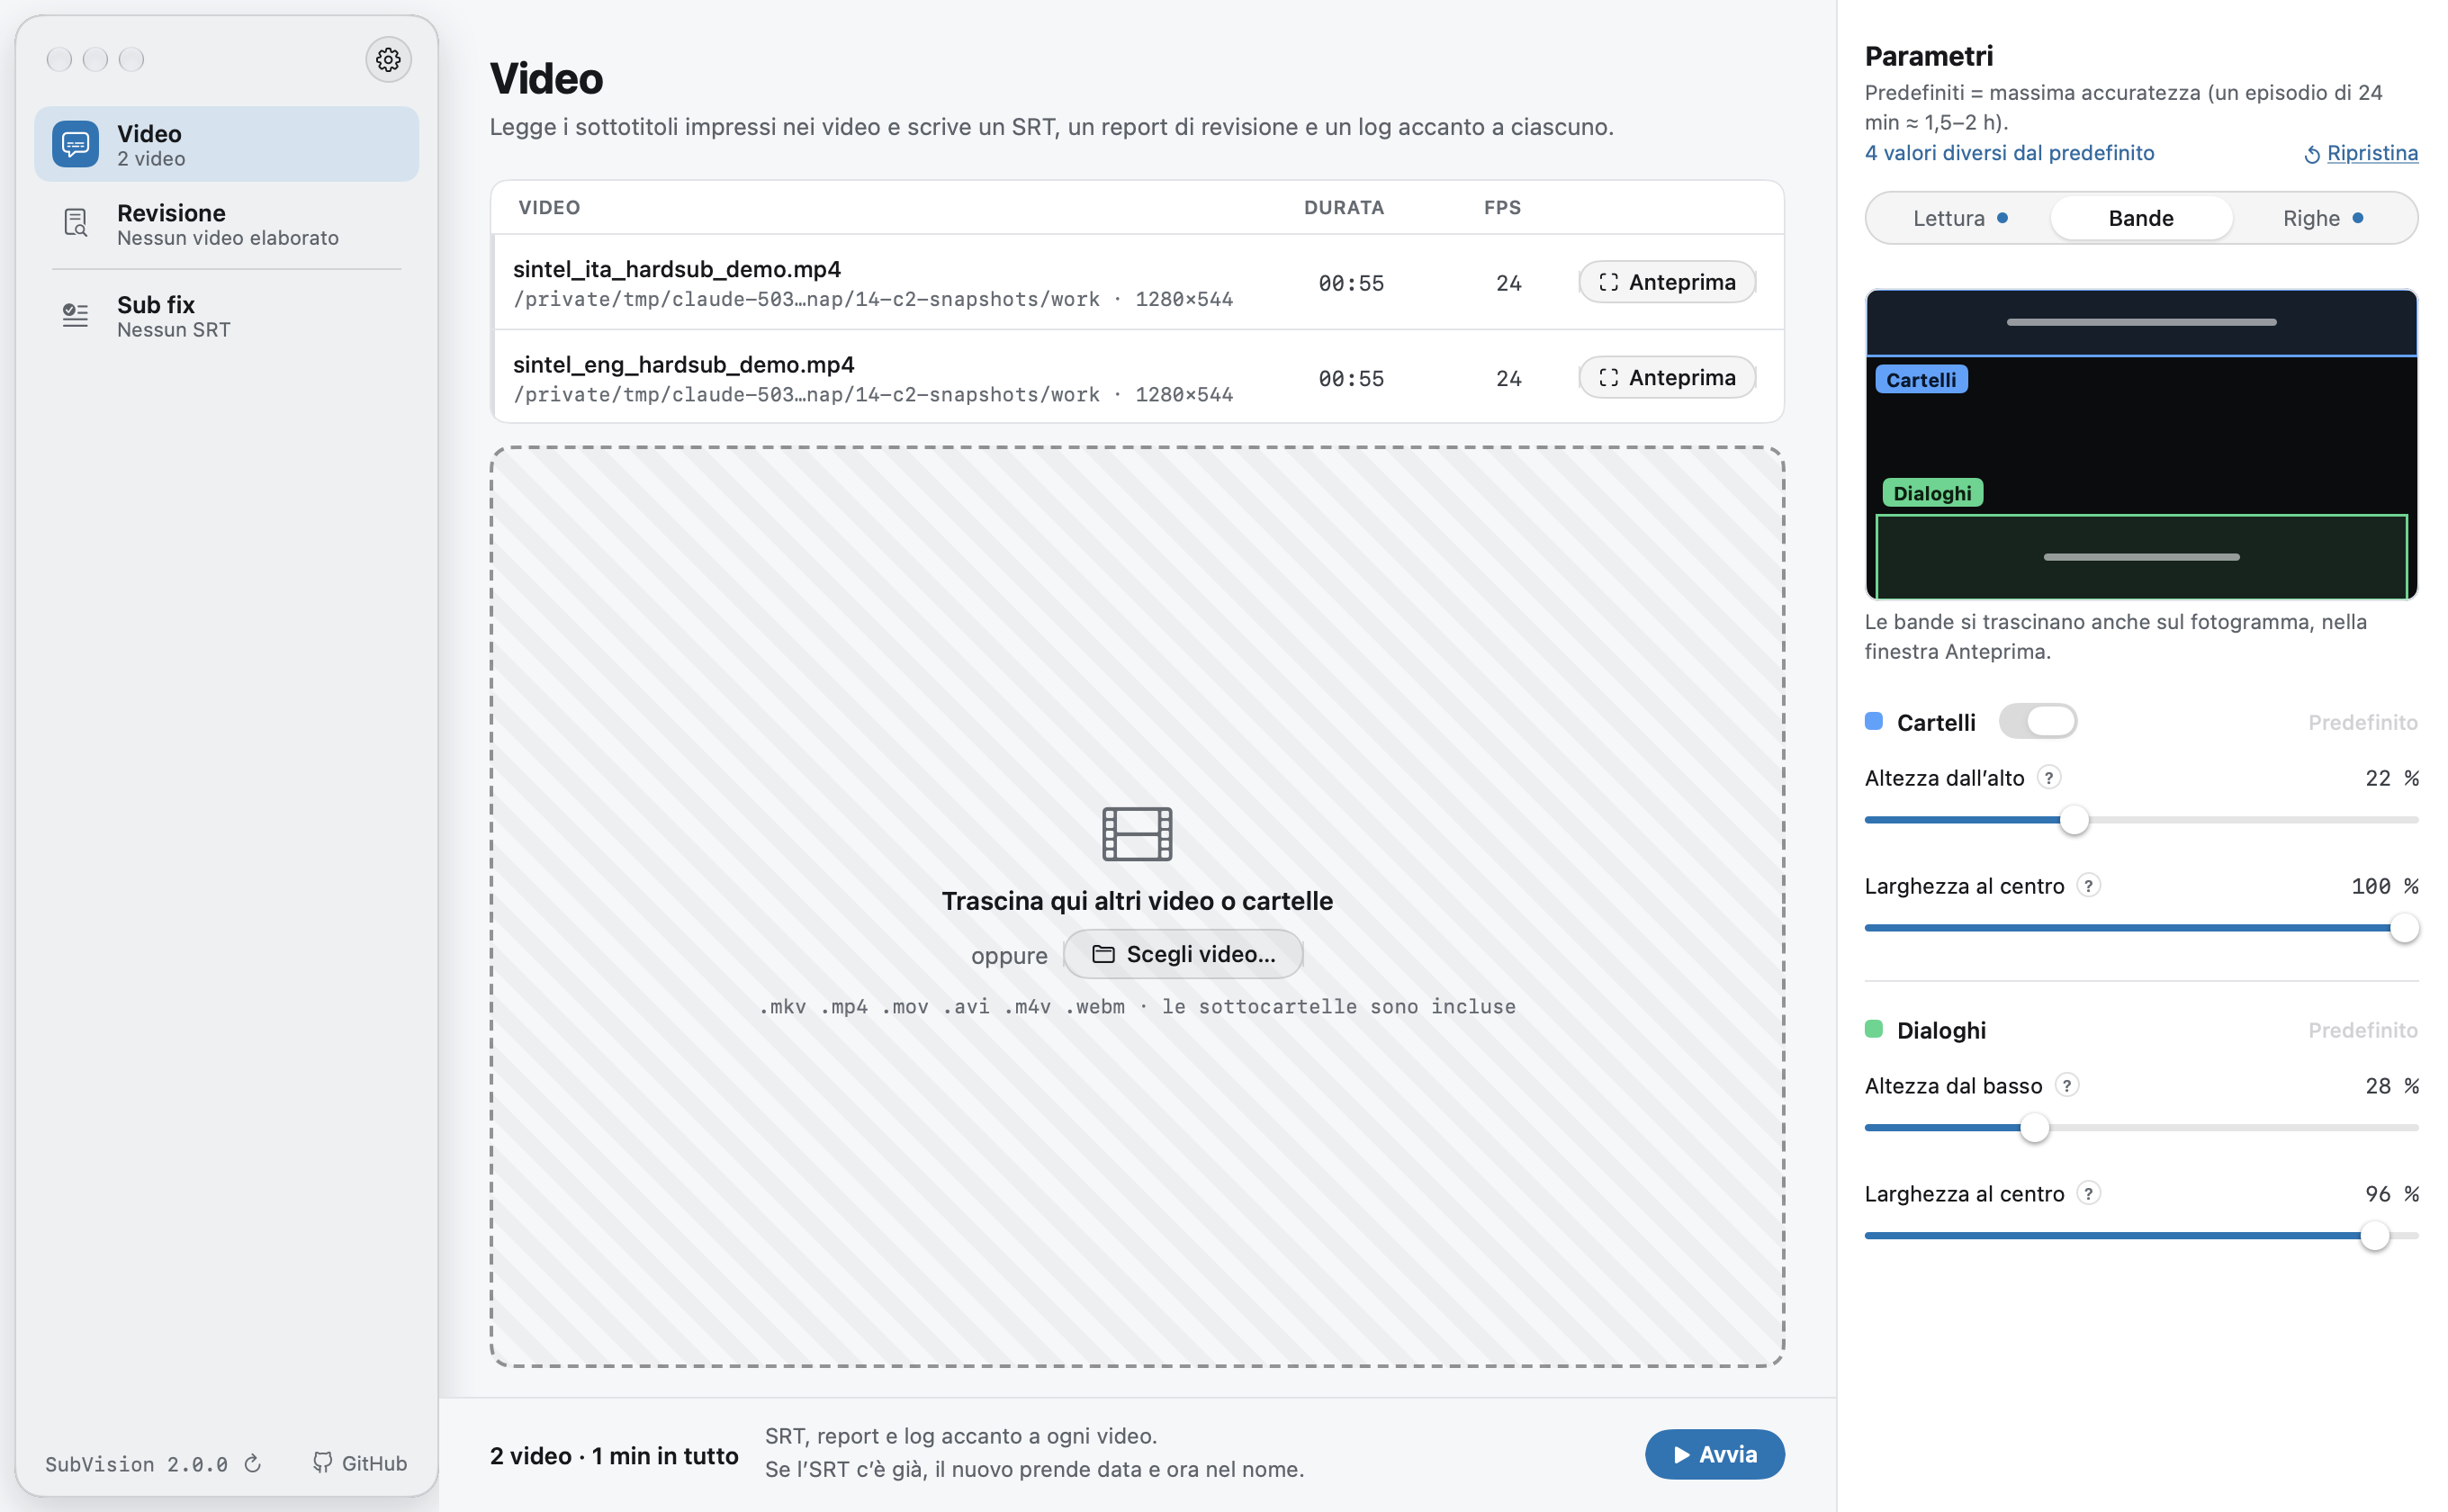 Video
2 video
Revisione
Nessun video elaborato
Sub fix
Nessun SRT
SubVision 2.0.0
GitHub
Video
Legge i sottotitoli impressi nei video e scrive un SRT, un report di revisione e un log accanto a ciascuno.
VIDEO DURATA FPS
sintel_ita_hardsub_demo.mp4
/private/tmp/claude-503…nap/14-c2-snapshots/work · 1280×544
00:55 24 Anteprima
sintel_eng_hardsub_demo.mp4
/private/tmp/claude-503…nap/14-c2-snapshots/work · 1280×544
00:55 24 Anteprima
Trascina qui altri video o cartelle
oppure Scegli video...
.mkv .mp4 .mov .avi .m4v .webm · le sottocartelle sono incluse
2 video · 1 min in tutto
SRT, report e log accanto a ogni video.
Se l’SRT c’è già, il nuovo prende data e ora nel nome.
Avvia
Parametri
Predefiniti = massima accuratezza (un episodio di 24
min ≈ 1,5–2 h).
4 valori diversi dal predefinito Ripristina
Lettura Bande Righe
Cartelli
Dialoghi
Le bande si trascinano anche sul fotogramma, nella
finestra Anteprima.
Cartelli Predefinito
Altezza dall’alto ? 22 %
Larghezza al centro ? 100 %
Dialoghi Predefinito
Altezza dal basso ? 28 %
Larghezza al centro ? 96 %